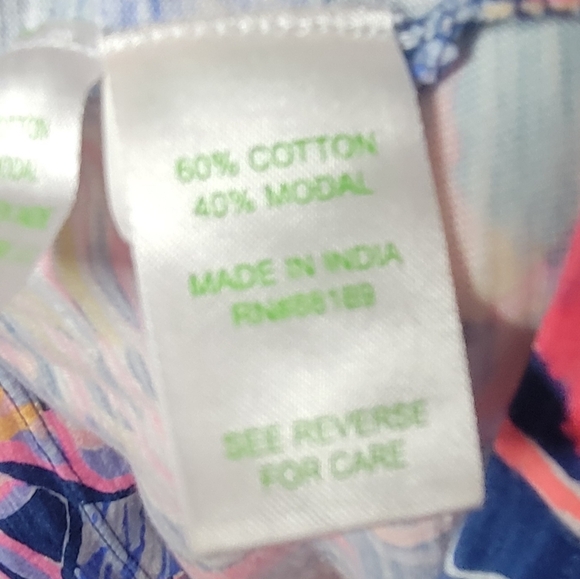 60% COTTON
40% MODAL
MADE IN INDIA
SEE REVERSE
FOR CARE